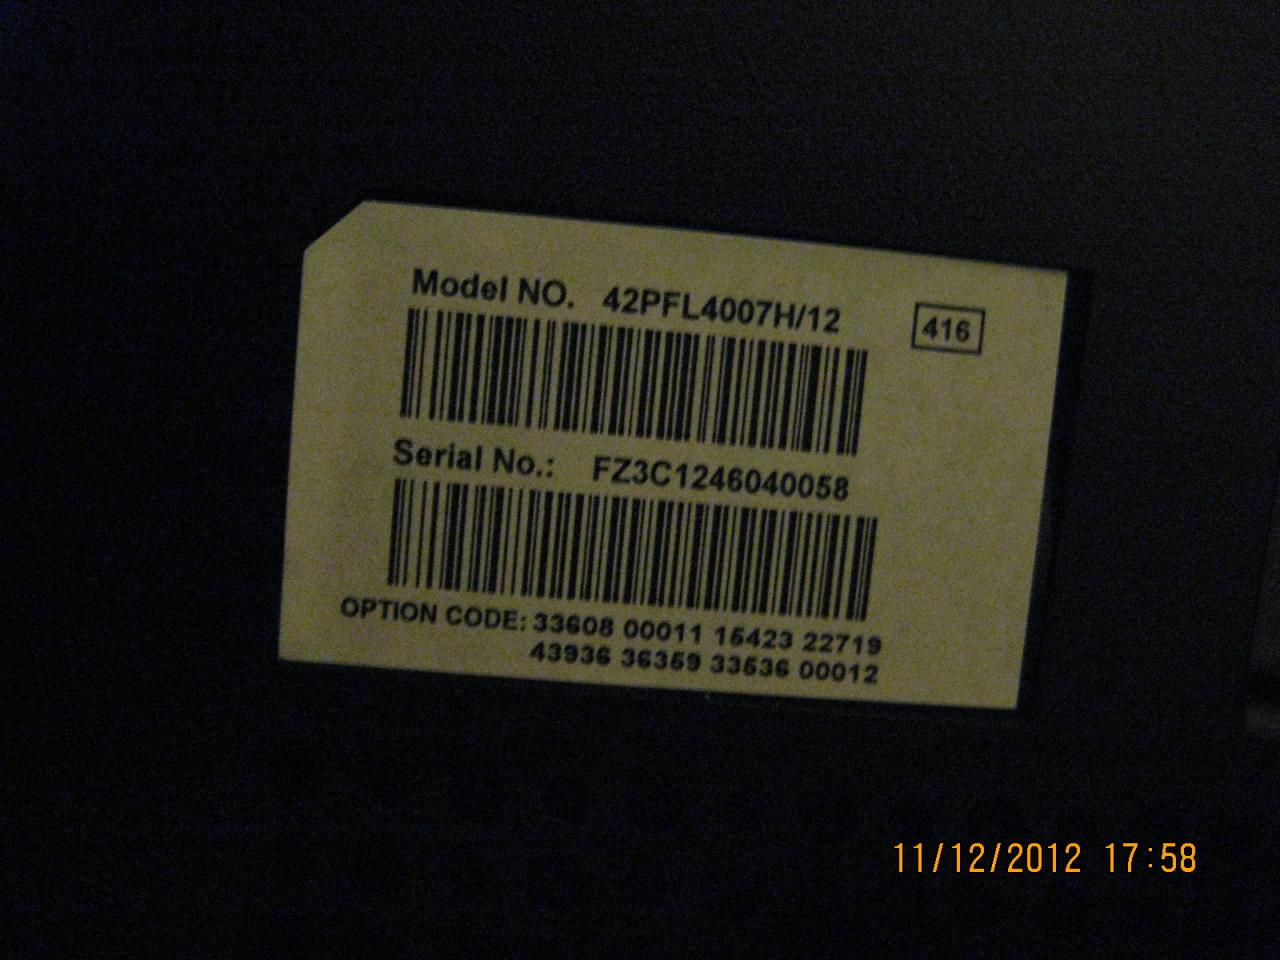 Model NO. 42PFL4007H/12
416
Serial No.: FZ3C1246040058
OPTION CODE: 33608 00011 15423 22719
43936 36359 33536 00012
11/12/2012 17:58